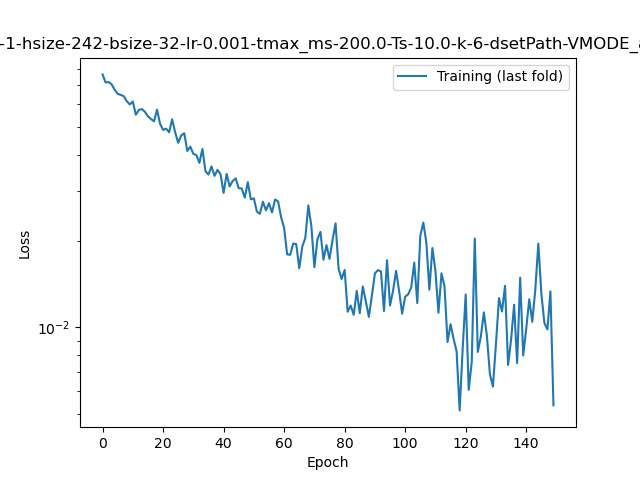 -1-hsize-242-bsize-32-lr-0.001-tmax_ms-200.0-Ts-10.0-k-6-dsetPath-VMODE_a
Training (last fold)
Loss
10⁻²
0 20 40 60 80 100 120 140
Epoch